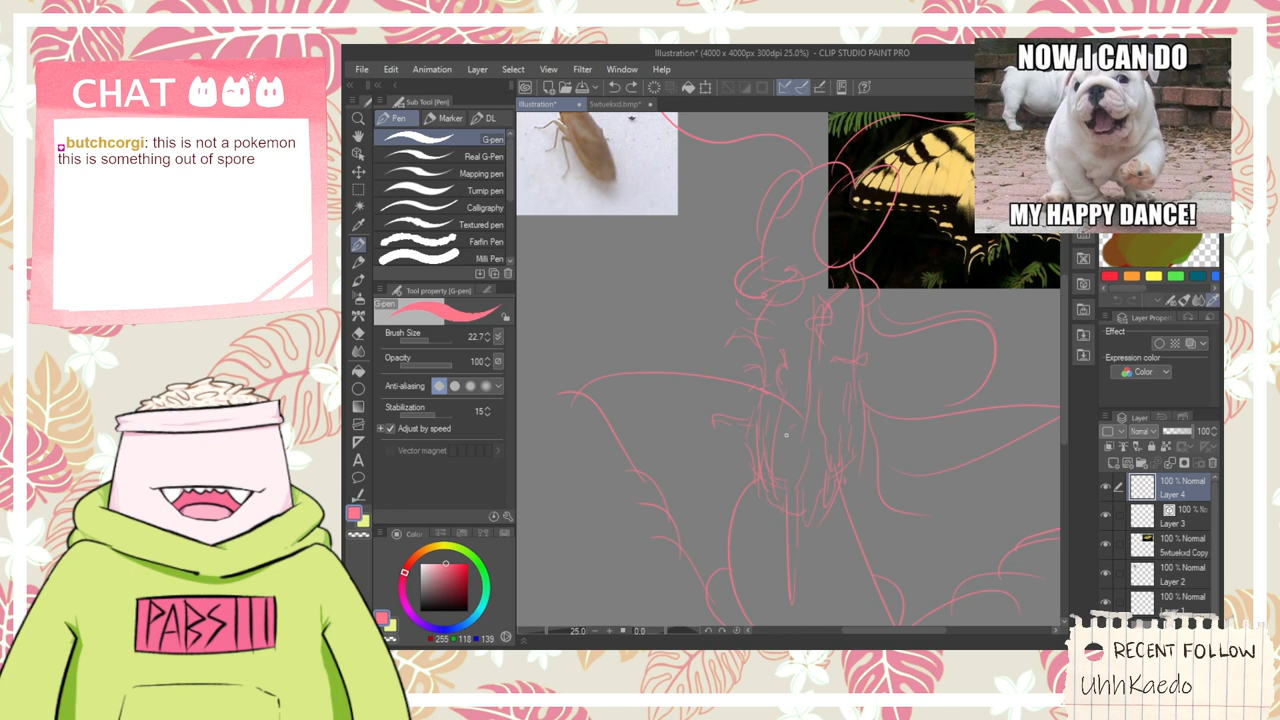 CHAT
butchcorgi: this is not a pokemon
this is something out of spore
Illustration* (4000 x 4000px 300dpi 25.0%) - CLIP STUDIO PAINT PRO
File Edit Animation Layer Select View Filter Window Help
Sub Tool [Pen]
Illustration* 5wtuekxd.bmp*
Pen Marker DL
G-pen
Real G-Pen
Mapping pen
Turnip pen
Calligraphy
Textured pen
Farfin Pen
Milli Pen
Tool property [G-pen]
G-pen
Brush Size 22.7
Opacity 100
Anti-aliasing
Stabilization 15
Adjust by speed
Vector magnet
Color
255 118 139
25.0 0.0
NOW I CAN DO
MY HAPPY DANCE!
Layer Proper
Effect
Expression color
Color
Layer
Normal 100
100 % Normal
Layer 4
100 % No
Layer 3
100 % Normal
5wtuekxd Copy
100 % Normal
Layer 2
100 % Normal
Layer 1
PABS III
RECENT FOLLOW
UhhKaedo